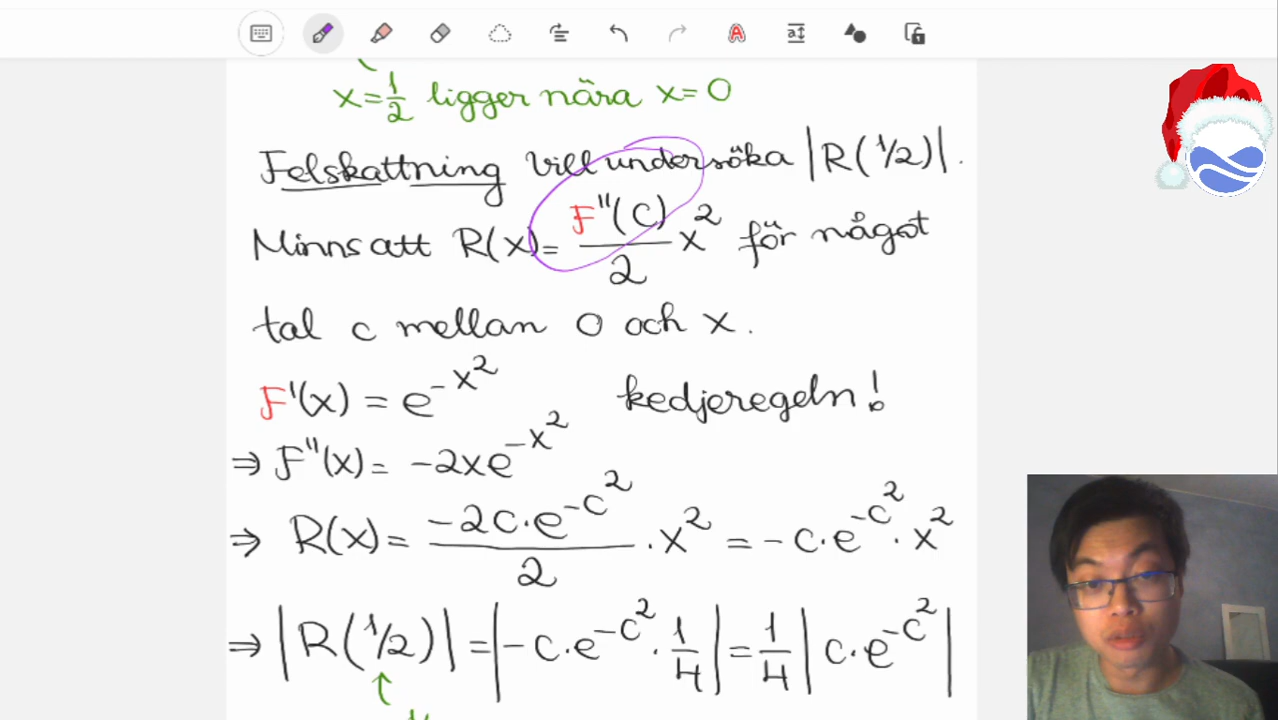 x = 1/2 ligger nära x = 0
Felskattning vill undersöka |R(1/2)|.
Minns att R(x) = F''(c)/2 x² för något
tal c mellan 0 och x.
F'(x) = e^(-x²) kedjeregeln!
⇒ F''(x) = -2xe^(-x²)
⇒ R(x) = (-2c·e^(-c²))/2 · x² = -c·e^(-c²)·x²
⇒ |R(1/2)| = |-c·e^(-c²)·1/4| = 1/4|c·e^(-c²)|